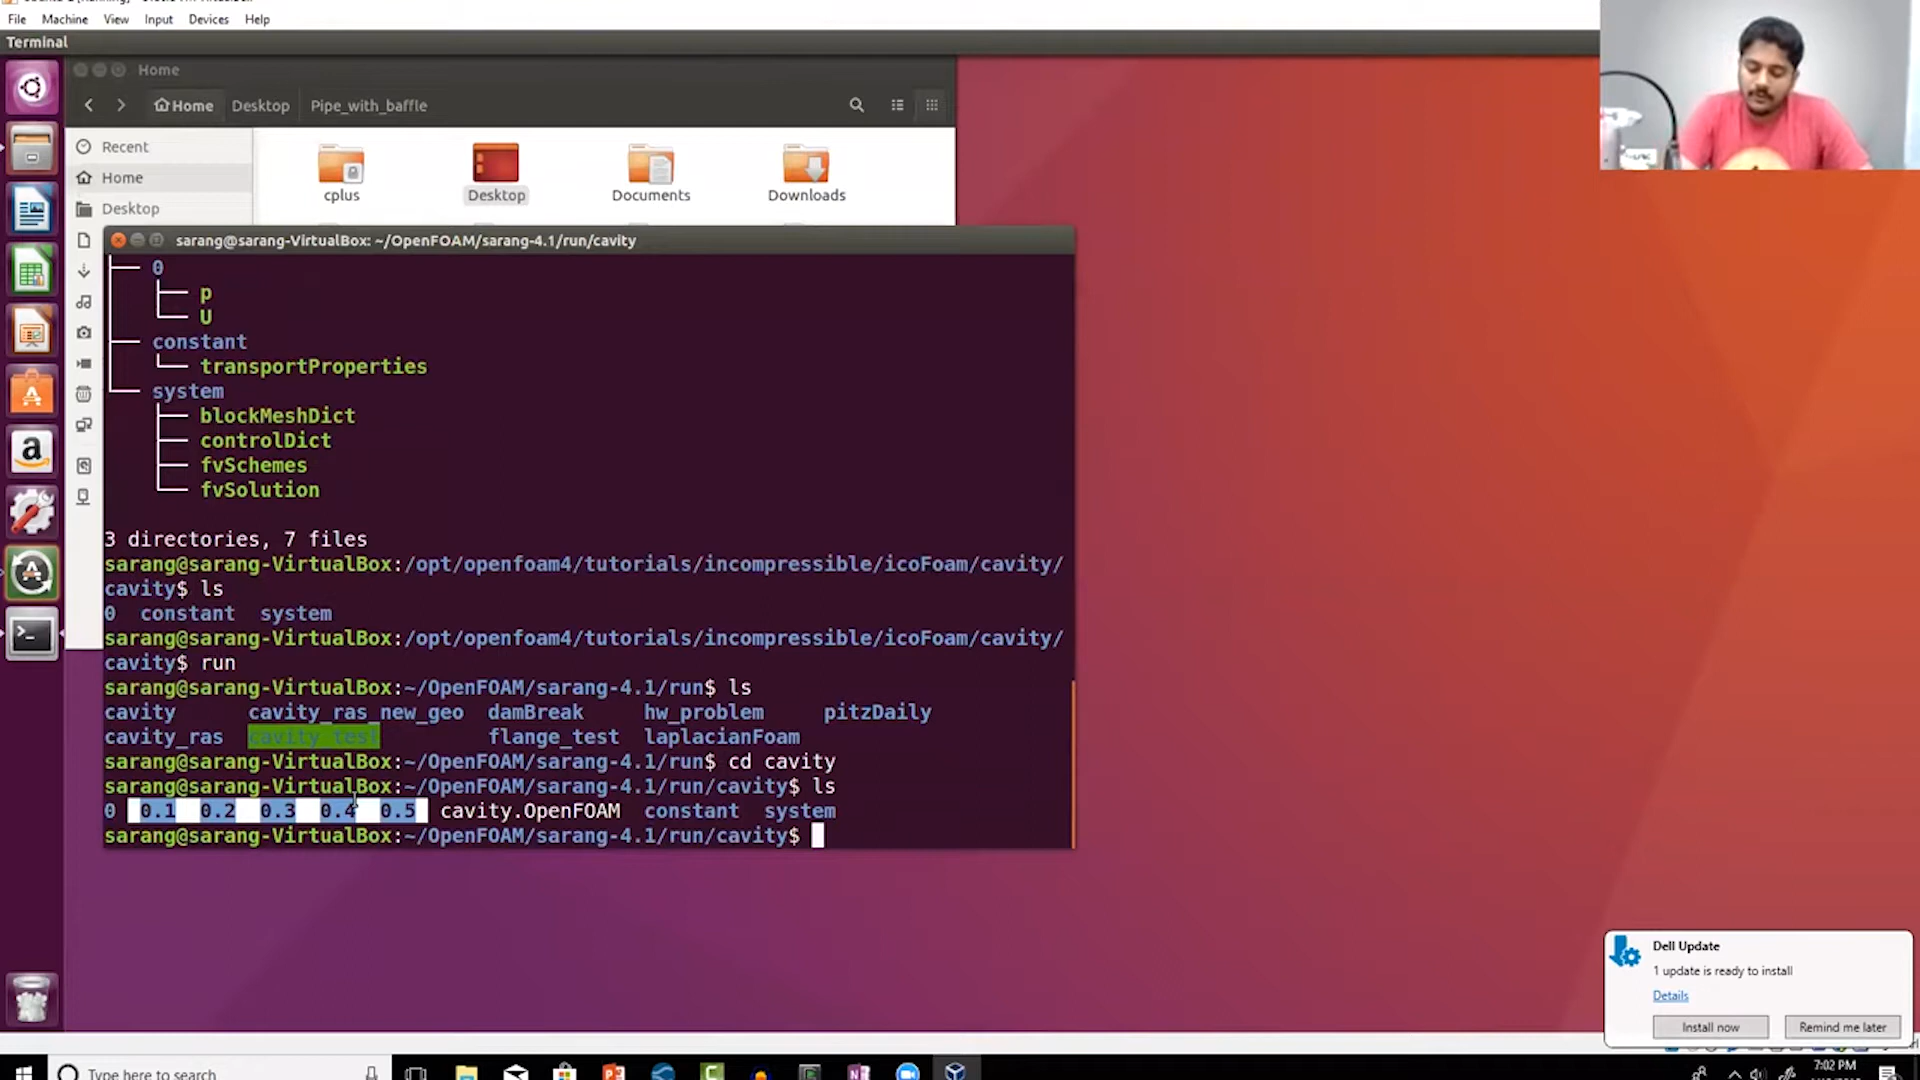 File Machine View Input Devices Help
Terminal
Home
Home Desktop Pipe_with_baffle
Recent
Home
Desktop
cplus Desktop Documents Downloads
sarang@sarang-VirtualBox: ~/OpenFOAM/sarang-4.1/run/cavity
0
p
U
constant
transportProperties
system
blockMeshDict
controlDict
fvSchemes
fvSolution
3 directories, 7 files
sarang@sarang-VirtualBox:/opt/openfoam4/tutorials/incompressible/icoFoam/cavity/
cavity$ ls
0 constant system
sarang@sarang-VirtualBox:/opt/openfoam4/tutorials/incompressible/icoFoam/cavity/
cavity$ run
sarang@sarang-VirtualBox:~/OpenFOAM/sarang-4.1/run$ ls
cavity cavity_ras_new_geo damBreak hw_problem pitzDaily
cavity_ras cavity_test flange_test laplacianFoam
sarang@sarang-VirtualBox:~/OpenFOAM/sarang-4.1/run$ cd cavity
sarang@sarang-VirtualBox:~/OpenFOAM/sarang-4.1/run/cavity$ ls
0 0.1 0.2 0.3 0.4 0.5 cavity.OpenFOAM constant system
sarang@sarang-VirtualBox:~/OpenFOAM/sarang-4.1/run/cavity$
Dell Update
1 update is ready to install
Details
Install now Remind me later
Type here to search
7:02 PM